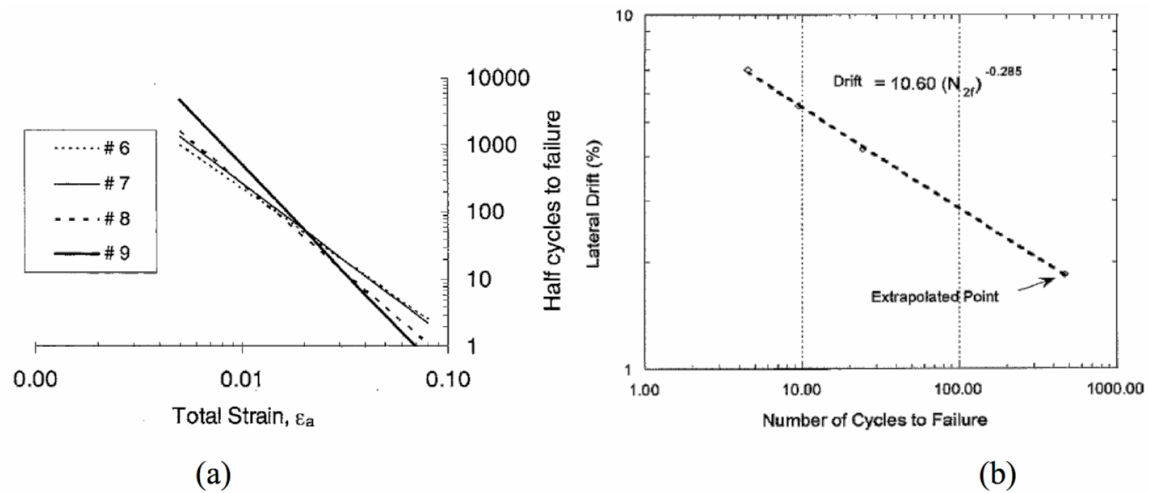 # 6
# 7
# 8
# 9
10000
1000
100
10
1
Half cycles to failure
0.00
0.01
0.10
Total Strain, εa
(a)
10
1
Lateral Drift (%)
Drift = 10.60 (N2f)-0.285
Extrapolated Point
1.00
10.00
100.00
1000.00
Number of Cycles to Failure
(b)